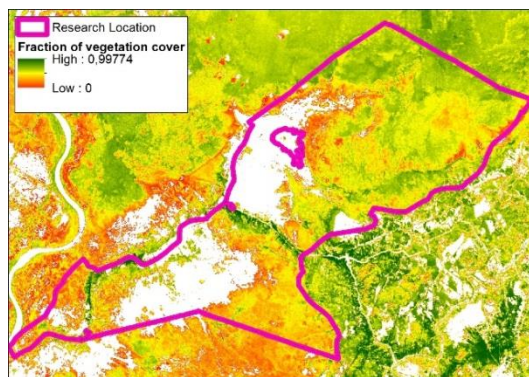 Research Location
Fraction of vegetation cover
High : 0,99774
Low : 0